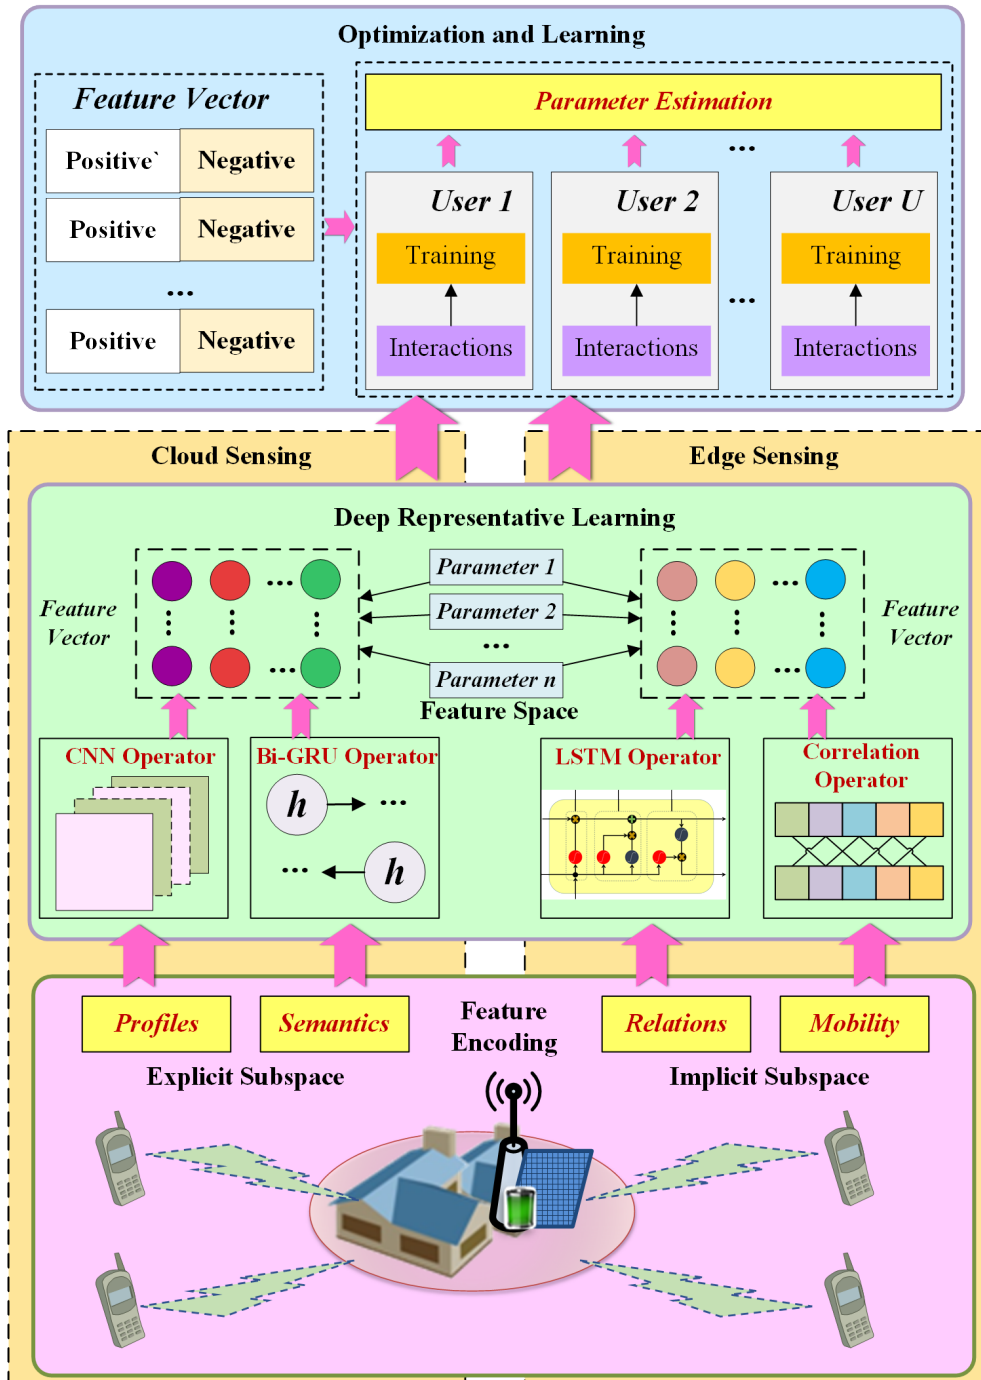 Optimization and Learning
Feature Vector
Positive` Negative
Positive Negative
...
Positive Negative
Parameter Estimation
...
User 1
Training
Interactions
User 2
Training
Interactions
...
User U
Training
Interactions
Cloud Sensing
Edge Sensing
Deep Representative Learning
Feature
Vector
... 
...
...
...
Parameter 1
Parameter 2
...
Parameter n
Feature Space
...
...
...
...
Feature
Vector
CNN Operator
Bi-GRU Operator
h ...
... h
LSTM Operator
Correlation
Operator
Profiles
Semantics
Feature
Encoding
Relations
Mobility
Explicit Subspace
Implicit Subspace